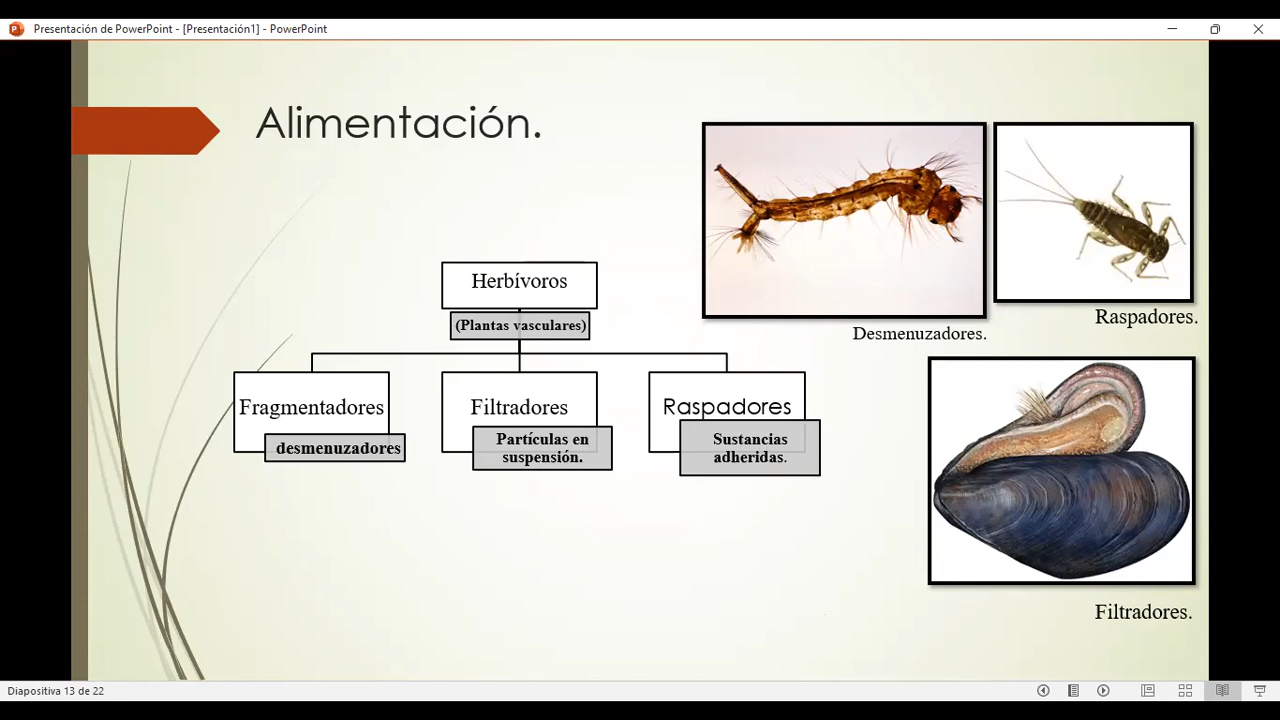 Presentación de PowerPoint - [Presentación1] - PowerPoint
Alimentación.
Herbívoros
(Plantas vasculares)
Fragmentadores
desmenuzadores
Filtradores
Partículas en
suspensión.
Raspadores
Sustancias
adheridas.
Desmenuzadores.
Raspadores.
Filtradores.
Diapositiva 13 de 22